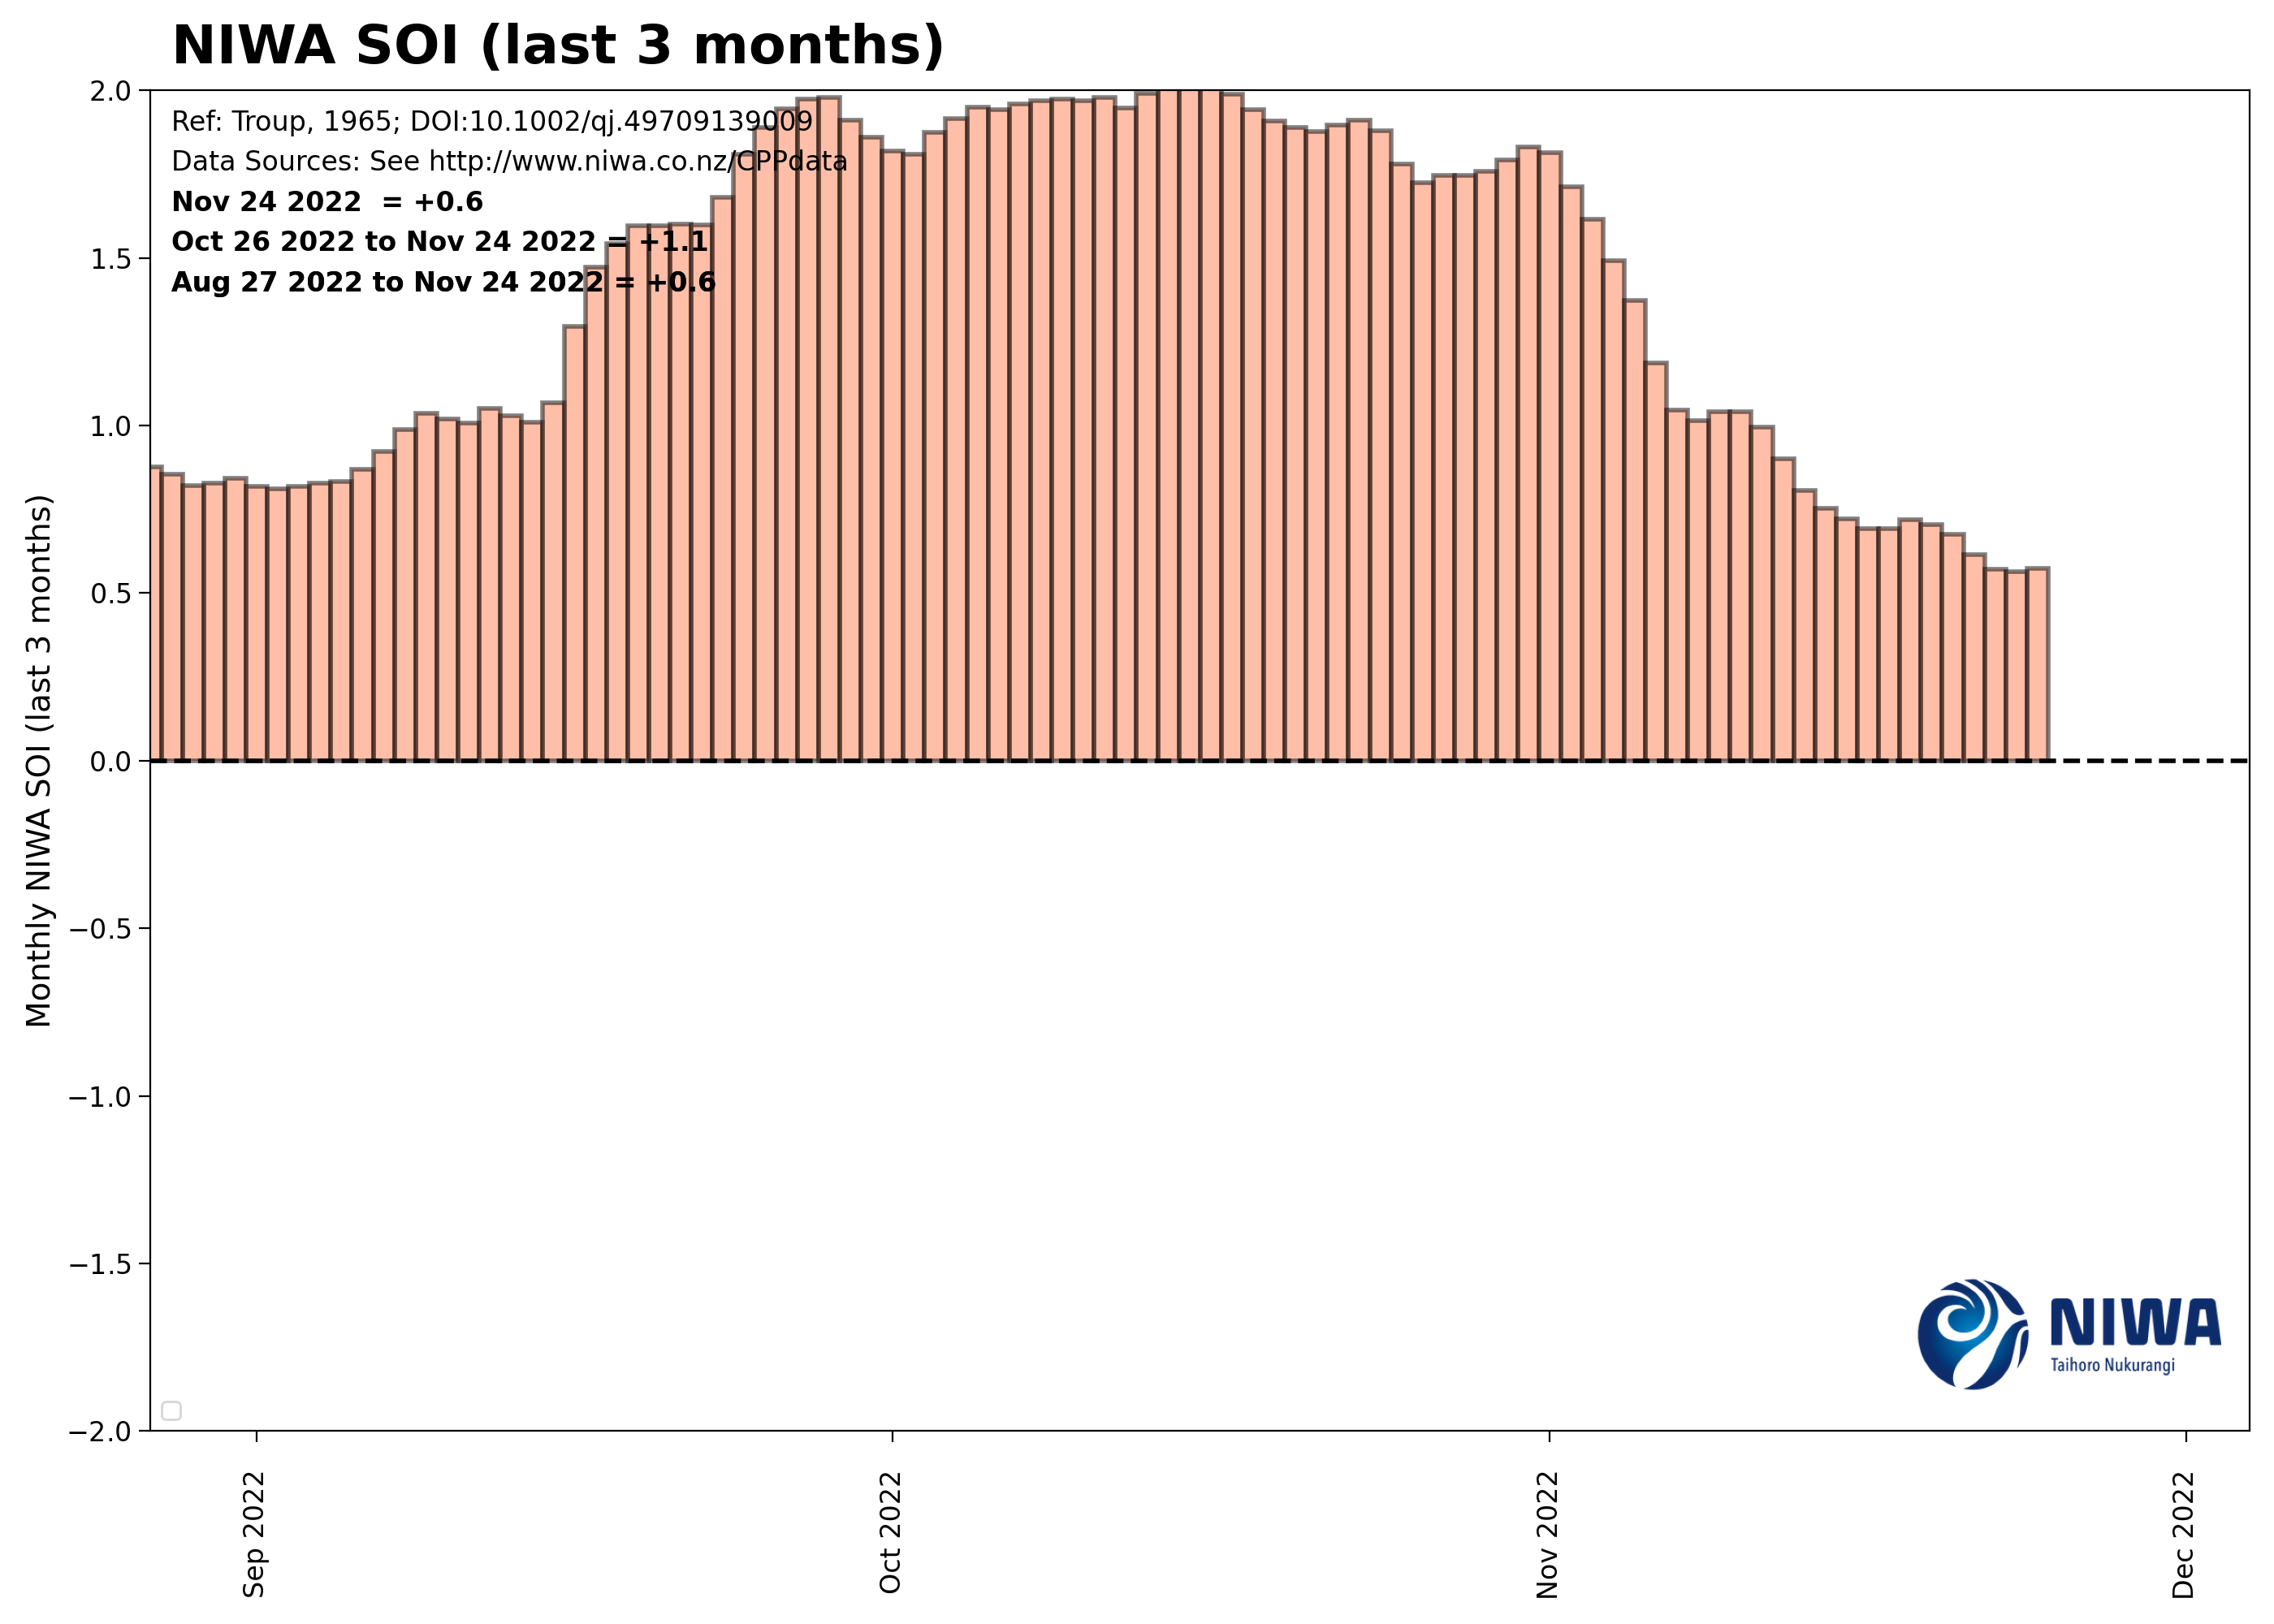 NIWA SOI (last 3 months)
Ref: Troup, 1965; DOI:10.1002/qj.49709139009
Data Sources: See http://www.niwa.co.nz/CPPdata
Nov 24 2022  = +0.6
Oct 26 2022 to Nov 24 2022 = +1.1
Aug 27 2022 to Nov 24 2022 = +0.6
Monthly NIWA SOI (last 3 months)
2.0
1.5
1.0
0.5
0.0
−0.5
−1.0
−1.5
−2.0
Sep 2022
Oct 2022
Nov 2022
Dec 2022
NIWA
Taihoro Nukurangi